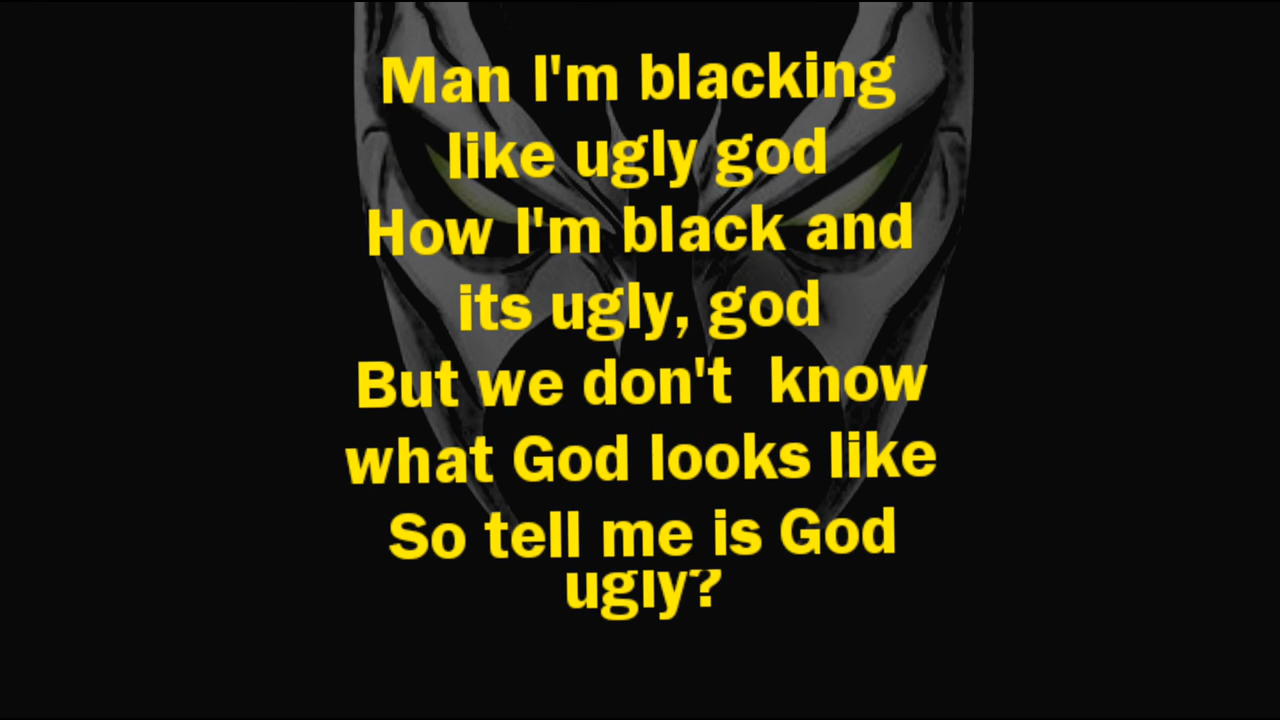 Man I'm blacking
like ugly god
How I'm black and
its ugly, god
But we don't  know
what God looks like
So tell me is God
ugly?